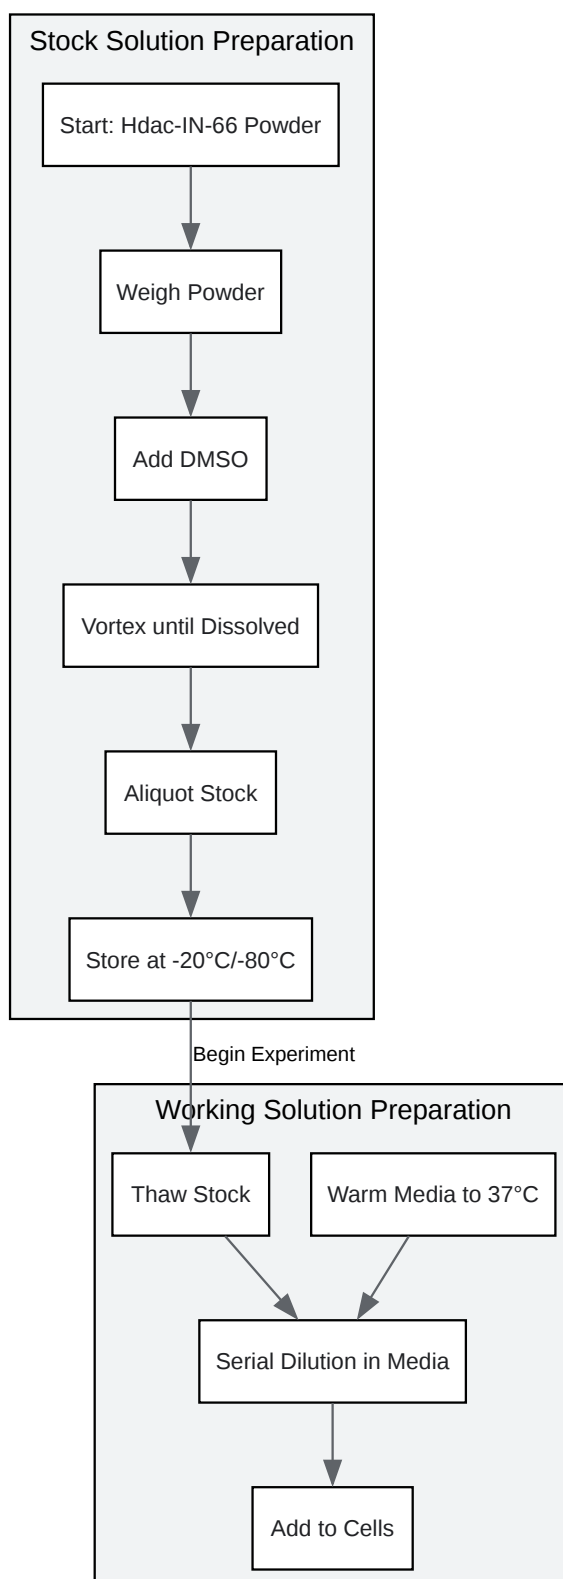 Stock Solution Preparation
Start: Hdac-IN-66 Powder
Weigh Powder
Add DMSO
Vortex until Dissolved
Aliquot Stock
Store at -20°C/-80°C
Begin Experiment
Working Solution Preparation
Thaw Stock
Warm Media to 37°C
Serial Dilution in Media
Add to Cells